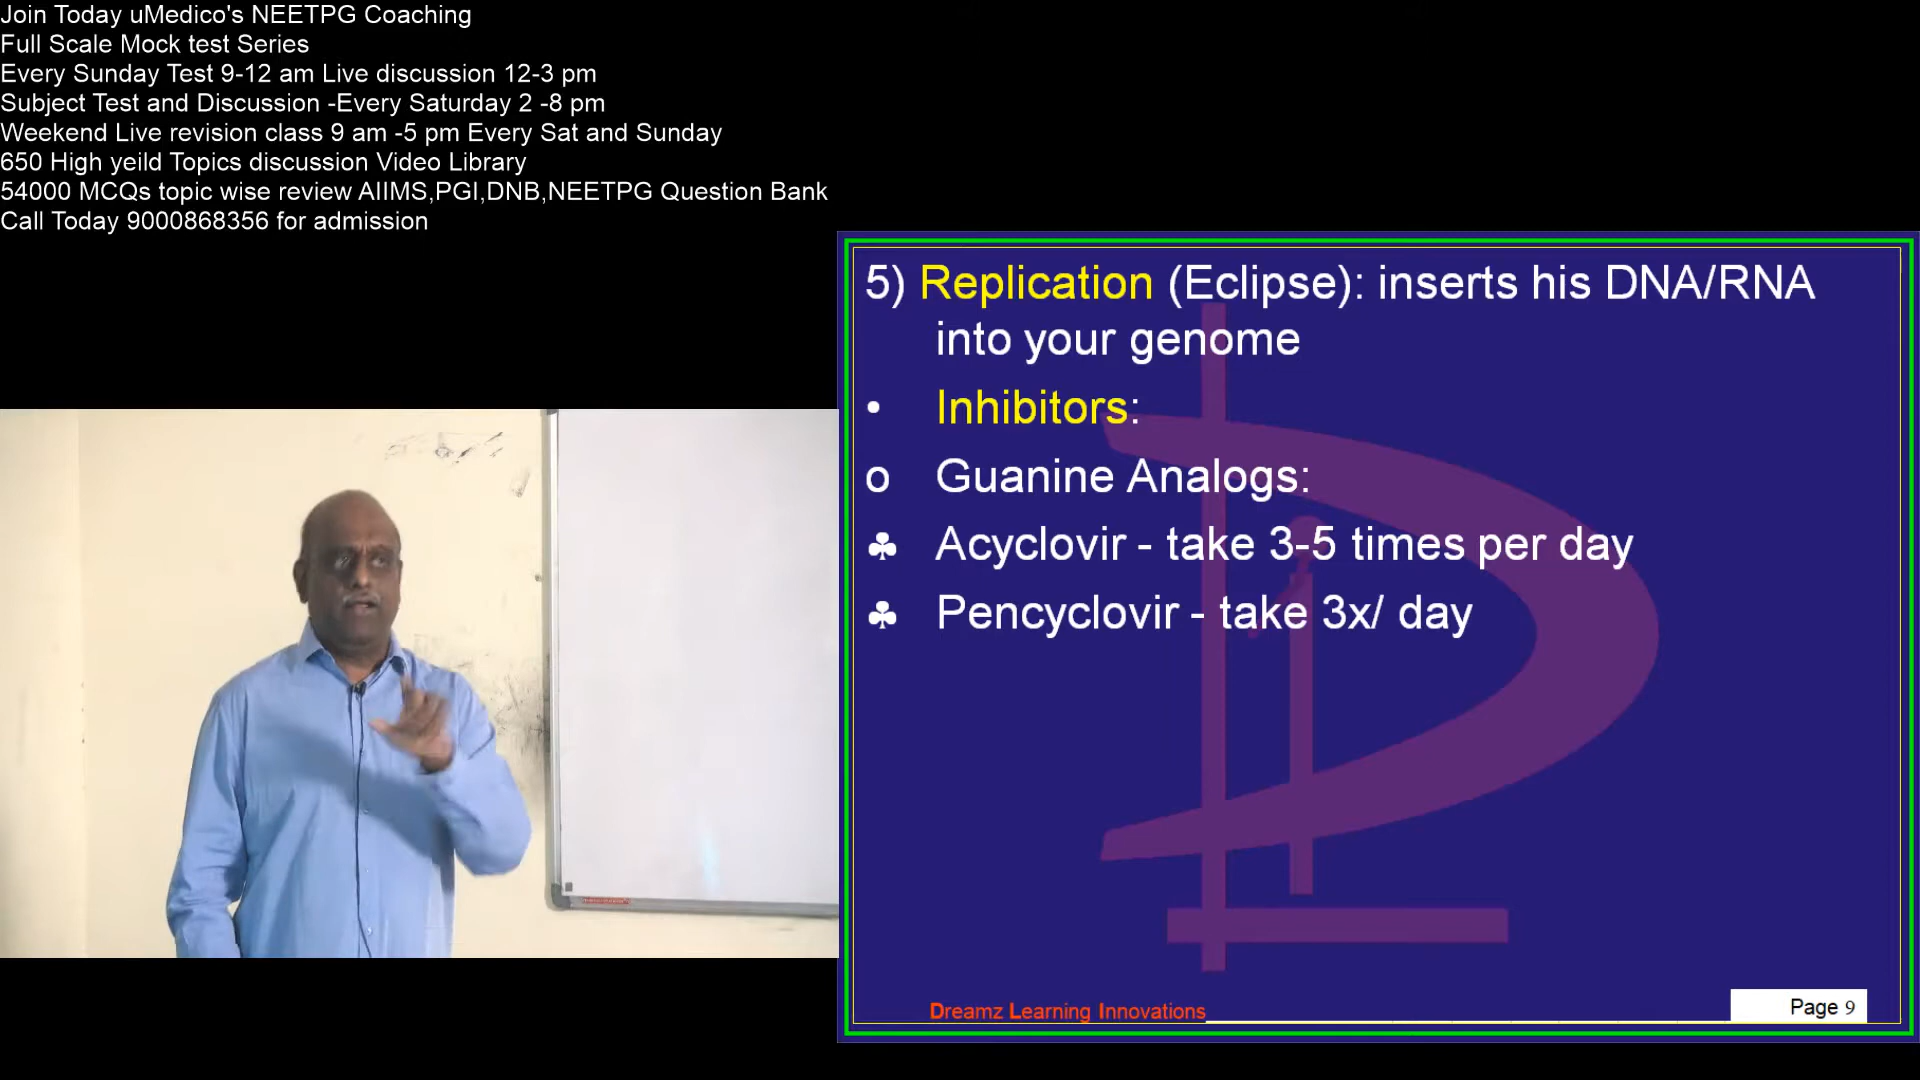 Join Today uMedico's NEETPG Coaching
Full Scale Mock test Series
Every Sunday Test 9-12 am Live discussion 12-3 pm
Subject Test and Discussion -Every Saturday 2 -8 pm
Weekend Live revision class 9 am -5 pm Every Sat and Sunday
650 High yeild Topics discussion Video Library
54000 MCQs topic wise review AIIMS,PGI,DNB,NEETPG Question Bank
Call Today 9000868356 for admission
5) Replication (Eclipse): inserts his DNA/RNA
into your genome
• Inhibitors:
o Guanine Analogs:
♣ Acyclovir - take 3-5 times per day
♣ Pencyclovir - take 3x/ day
Dreamz Learning Innovations
Page 9